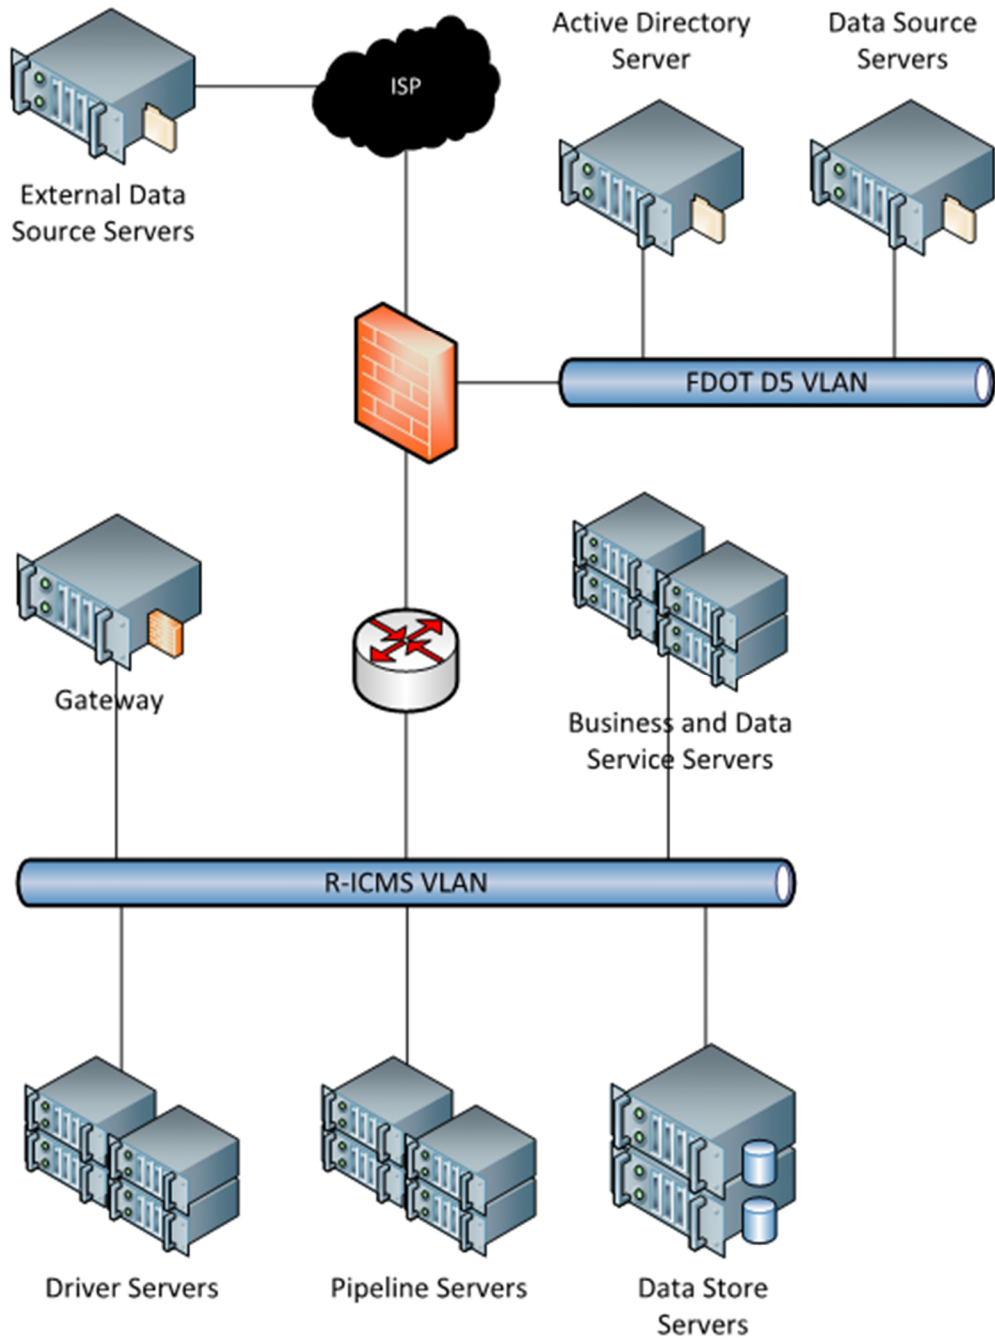 ISP
Active Directory
Server
Data Source
Servers
External Data
Source Servers
FDOT D5 VLAN
Gateway
Business and Data
Service Servers
R-ICMS VLAN
Driver Servers
Pipeline Servers
Data Store
Servers